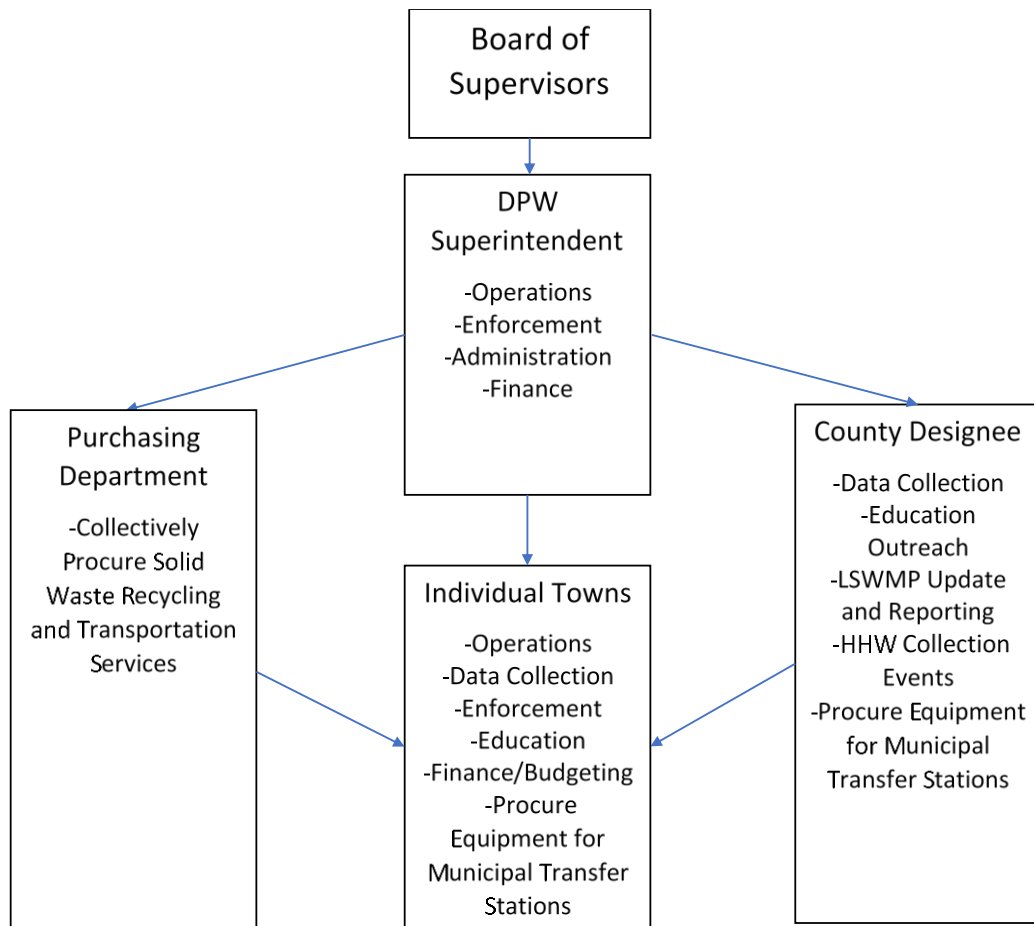 Board of
Supervisors
DPW
Superintendent
-Operations
-Enforcement
-Administration
-Finance
Purchasing
Department
-Collectively
Procure Solid
Waste Recycling
and Transportation
Services
Individual Towns
-Operations
-Data Collection
-Enforcement
-Education
-Finance/Budgeting
-Procure
Equipment for
Municipal Transfer
Stations
County Designee
-Data Collection
-Education
Outreach
-LSWMP Update
and Reporting
-HHW Collection
Events
-Procure Equipment
for Municipal
Transfer Stations